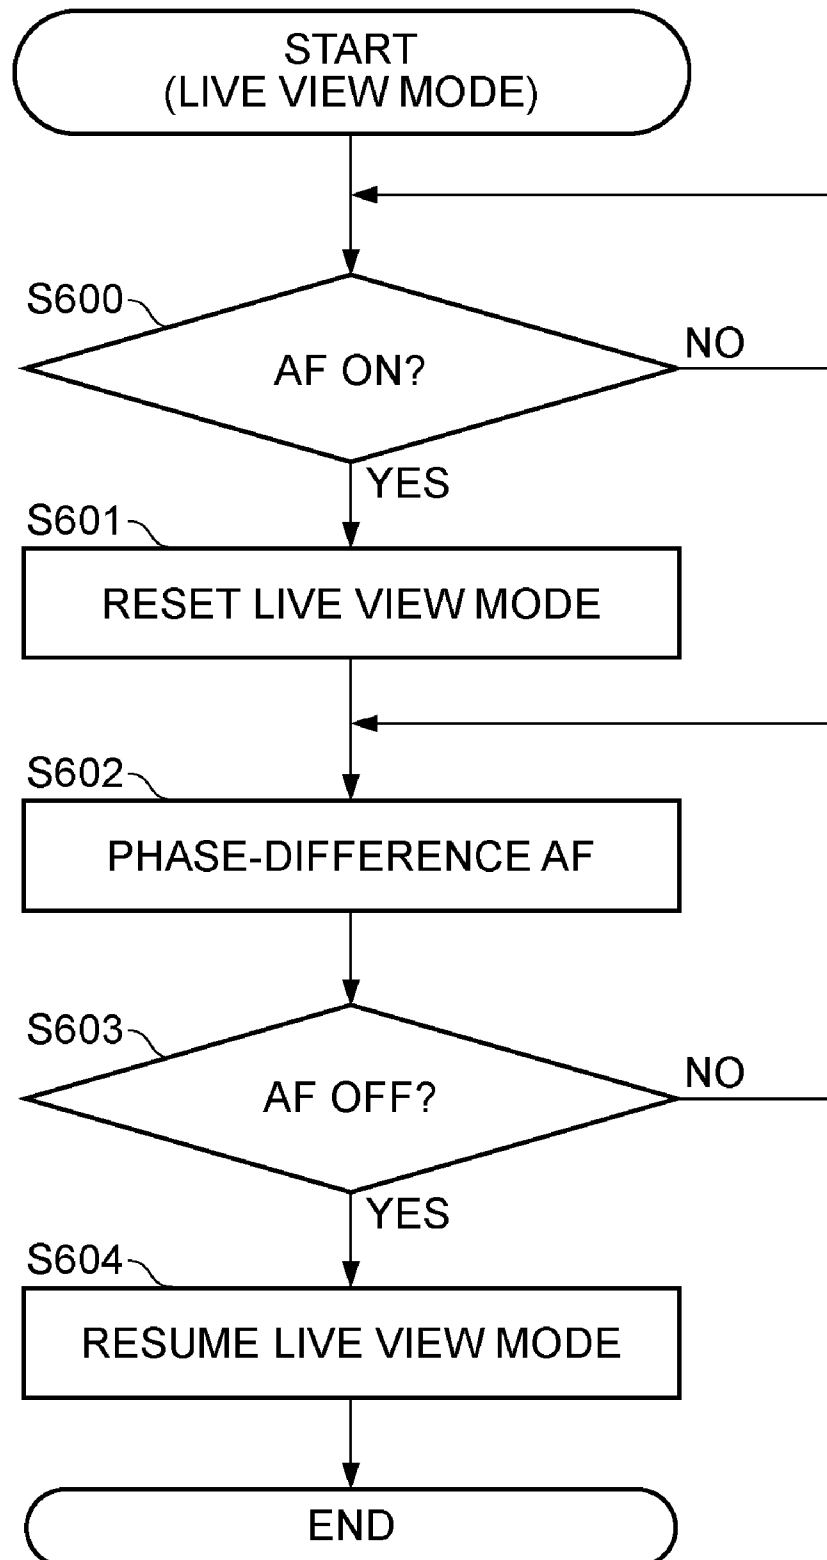 START
(LIVE VIEW MODE)
S600
AF ON?
NO
YES
S601
RESET LIVE VIEW MODE
S602
PHASE-DIFFERENCE AF
S603
AF OFF?
NO
YES
S604
RESUME LIVE VIEW MODE
END